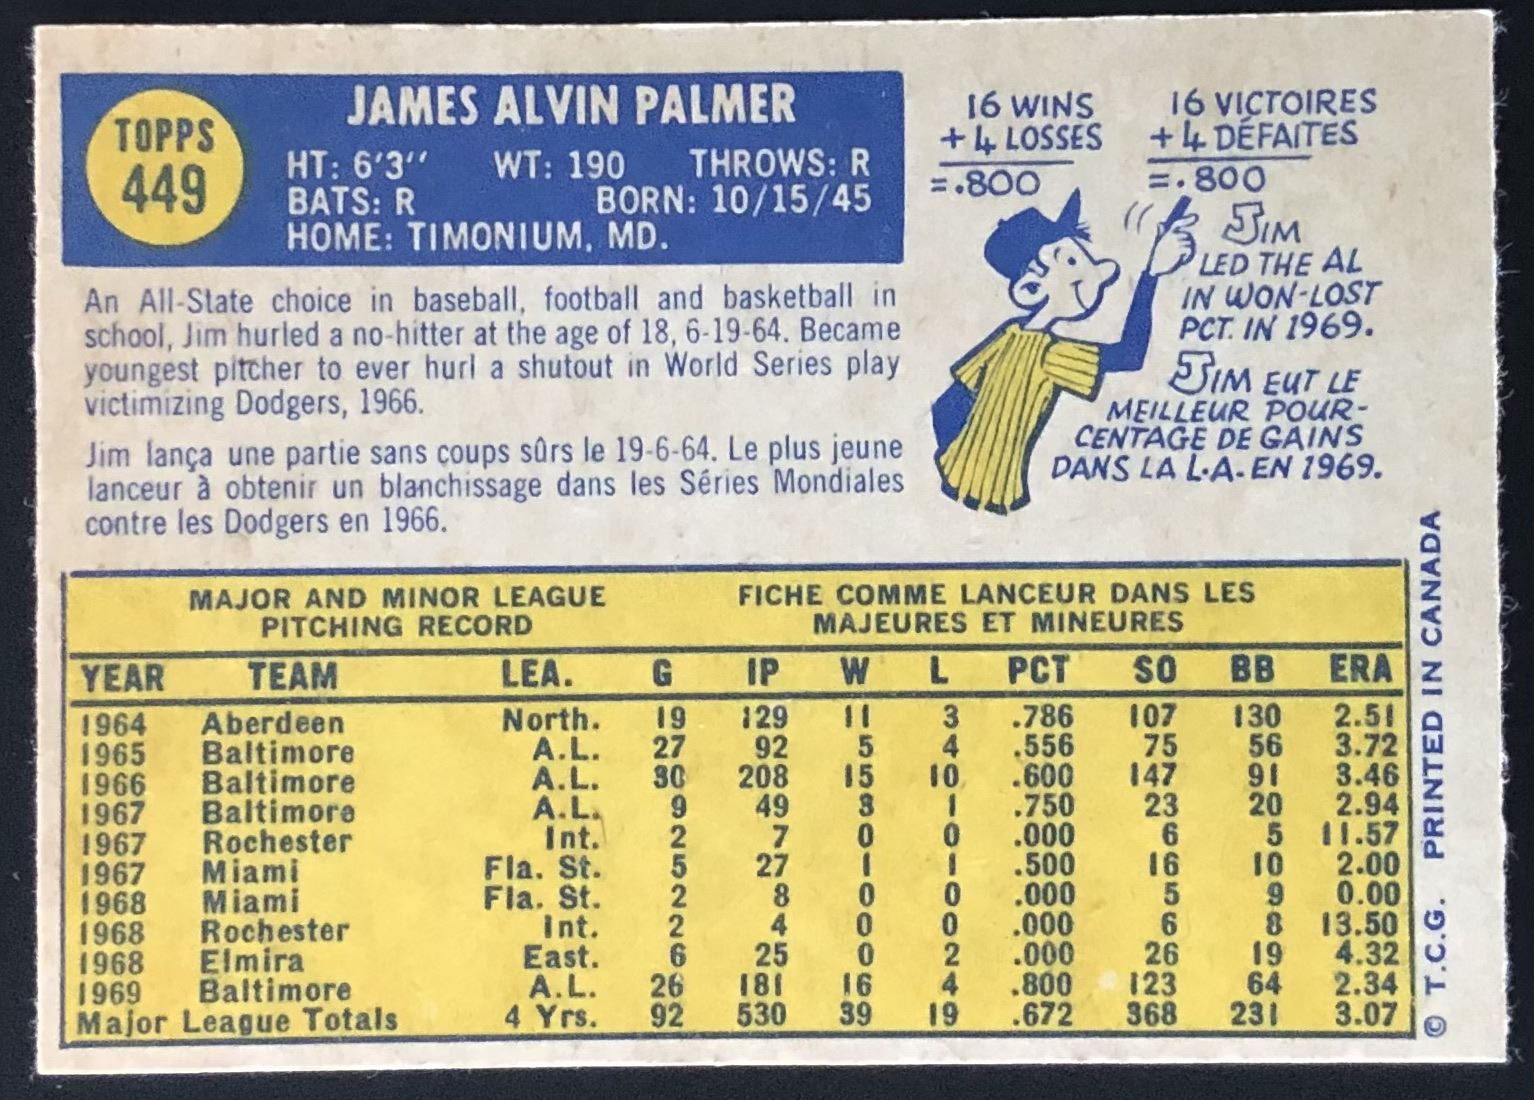 TOPPS
449
JAMES ALVIN PALMER
HT: 6'3'' WT: 190 THROWS: R
BATS: R BORN: 10/15/45
HOME: TIMONIUM, MD.
An All-State choice in baseball, football and basketball in
school, Jim hurled a no-hitter at the age of 18, 6-19-64. Became
youngest pitcher to ever hurl a shutout in World Series play
victimizing Dodgers, 1966.
Jim lança une partie sans coups sûrs le 19-6-64. Le plus jeune
lanceur à obtenir un blanchissage dans les Séries Mondiales
contre les Dodgers en 1966.
16 WINS
+ 4 LOSSES
= .800
16 VICTOIRES
+ 4 DÉFAITES
= .800
JIM
LED THE AL
IN WON-LOST
PCT. IN 1969.
JIM EUT LE
MEILLEUR POUR-
CENTAGE DE GAINS
DANS LA L.A. EN 1969.
MAJOR AND MINOR LEAGUE
PITCHING RECORD
FICHE COMME LANCEUR DANS LES
MAJEURES ET MINEURES
YEAR TEAM LEA. G IP W L PCT SO BB ERA
1964 Aberdeen North. 19 129 11 3 .786 107 130 2.51
1965 Baltimore A.L. 27 92 5 4 .556 75 56 3.72
1966 Baltimore A.L. 30 208 15 10 .600 147 91 3.46
1967 Baltimore A.L. 9 49 3 1 .750 23 20 2.94
1967 Rochester Int. 2 7 0 0 .000 6 5 11.57
1967 Miami Fla. St. 5 27 1 1 .500 16 10 2.00
1968 Miami Fla. St. 2 8 0 0 .000 5 9 0.00
1968 Rochester Int. 2 4 0 0 .000 6 8 13.50
1968 Elmira East. 6 25 0 2 .000 26 19 4.32
1969 Baltimore A.L. 26 181 16 4 .800 123 64 2.34
Major League Totals 4 Yrs. 92 530 39 19 .672 368 231 3.07
© T.C.G. PRINTED IN CANADA